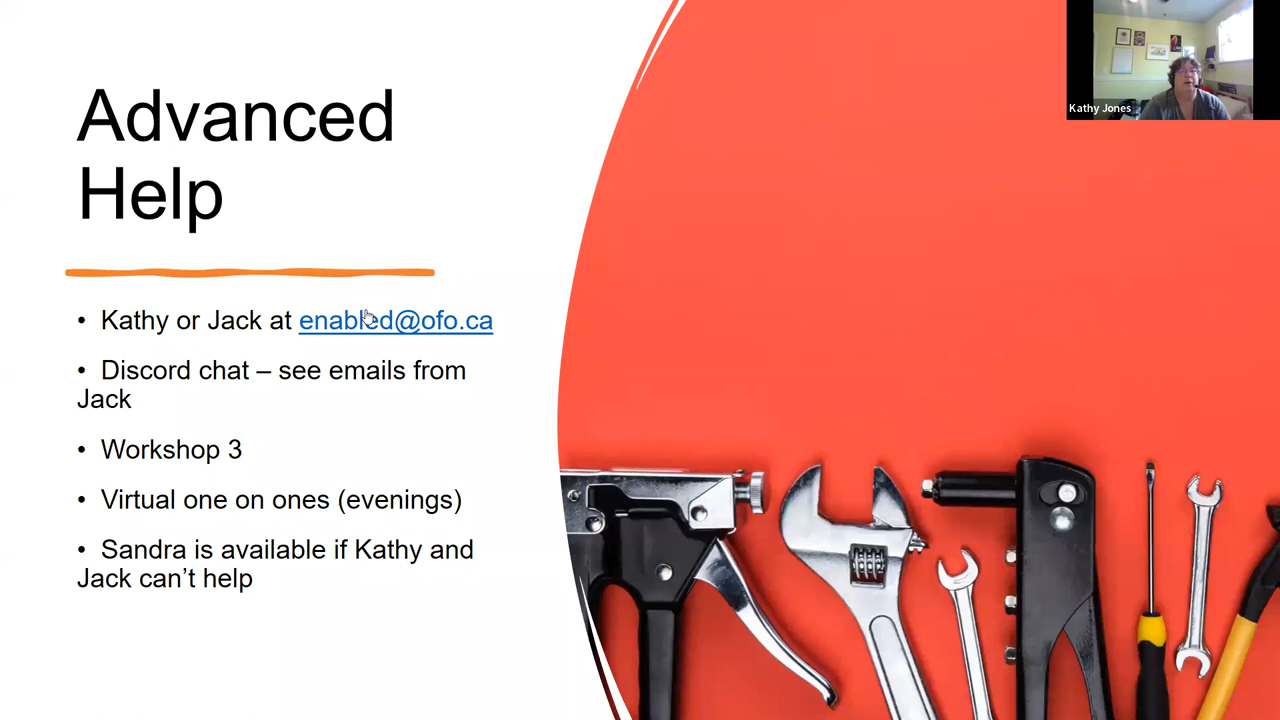 Advanced
Help
• Kathy or Jack at enabled@ofo.ca
• Discord chat – see emails from
Jack
• Workshop 3
• Virtual one on ones (evenings)
• Sandra is available if Kathy and
Jack can’t help
Kathy Jones